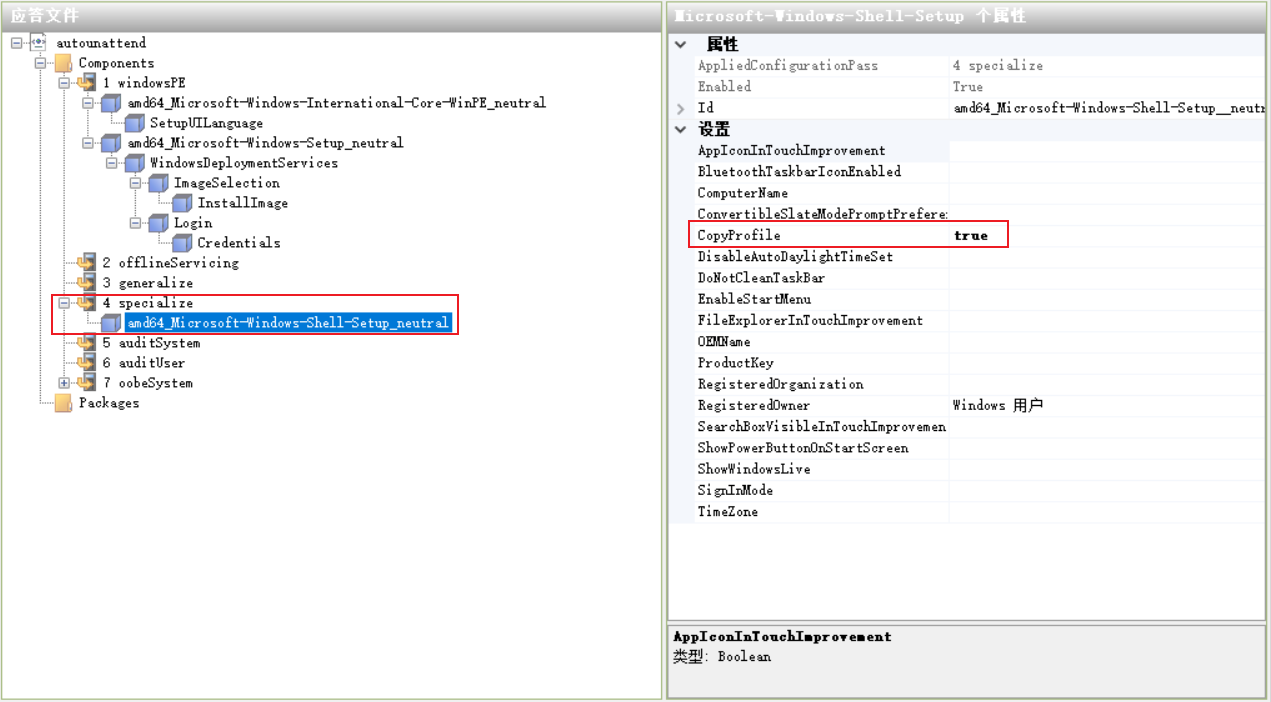 应答文件
autounattend
Components
1 windowsPE
amd64_Microsoft-Windows-International-Core-WinPE_neutral
SetupUILanguage
amd64_Microsoft-Windows-Setup_neutral
WindowsDeploymentServices
ImageSelection
InstallImage
Login
Credentials
2 offlineServicing
3 generalize
4 specialize
amd64_Microsoft-Windows-Shell-Setup_neutral
5 auditSystem
6 auditUser
7 oobeSystem
Packages
Microsoft-Windows-Shell-Setup 个属性
属性
AppliedConfigurationPass 4 specialize
Enabled True
Id amd64_Microsoft-Windows-Shell-Setup__neutr
设置
AppIconInTouchImprovement
BluetoothTaskbarIconEnabled
ComputerName
ConvertibleSlateModePromptPrefere
CopyProfile true
DisableAutoDaylightTimeSet
DoNotCleanTaskBar
EnableStartMenu
FileExplorerInTouchImprovement
OEMName
ProductKey
RegisteredOrganization
RegisteredOwner Windows 用户
SearchBoxVisibleInTouchImprovemen
ShowPowerButtonOnStartScreen
ShowWindowsLive
SignInMode
TimeZone
AppIconInTouchImprovement
类型: Boolean